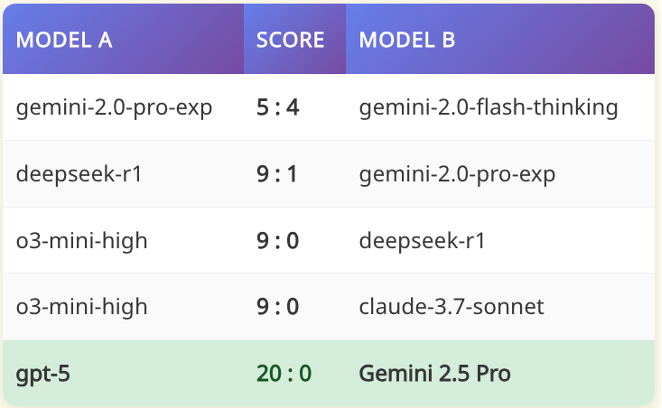 MODEL A SCORE MODEL B
gemini-2.0-pro-exp 5 : 4 gemini-2.0-flash-thinking
deepseek-r1 9 : 1 gemini-2.0-pro-exp
o3-mini-high 9 : 0 deepseek-r1
o3-mini-high 9 : 0 claude-3.7-sonnet
gpt-5 20 : 0 Gemini 2.5 Pro